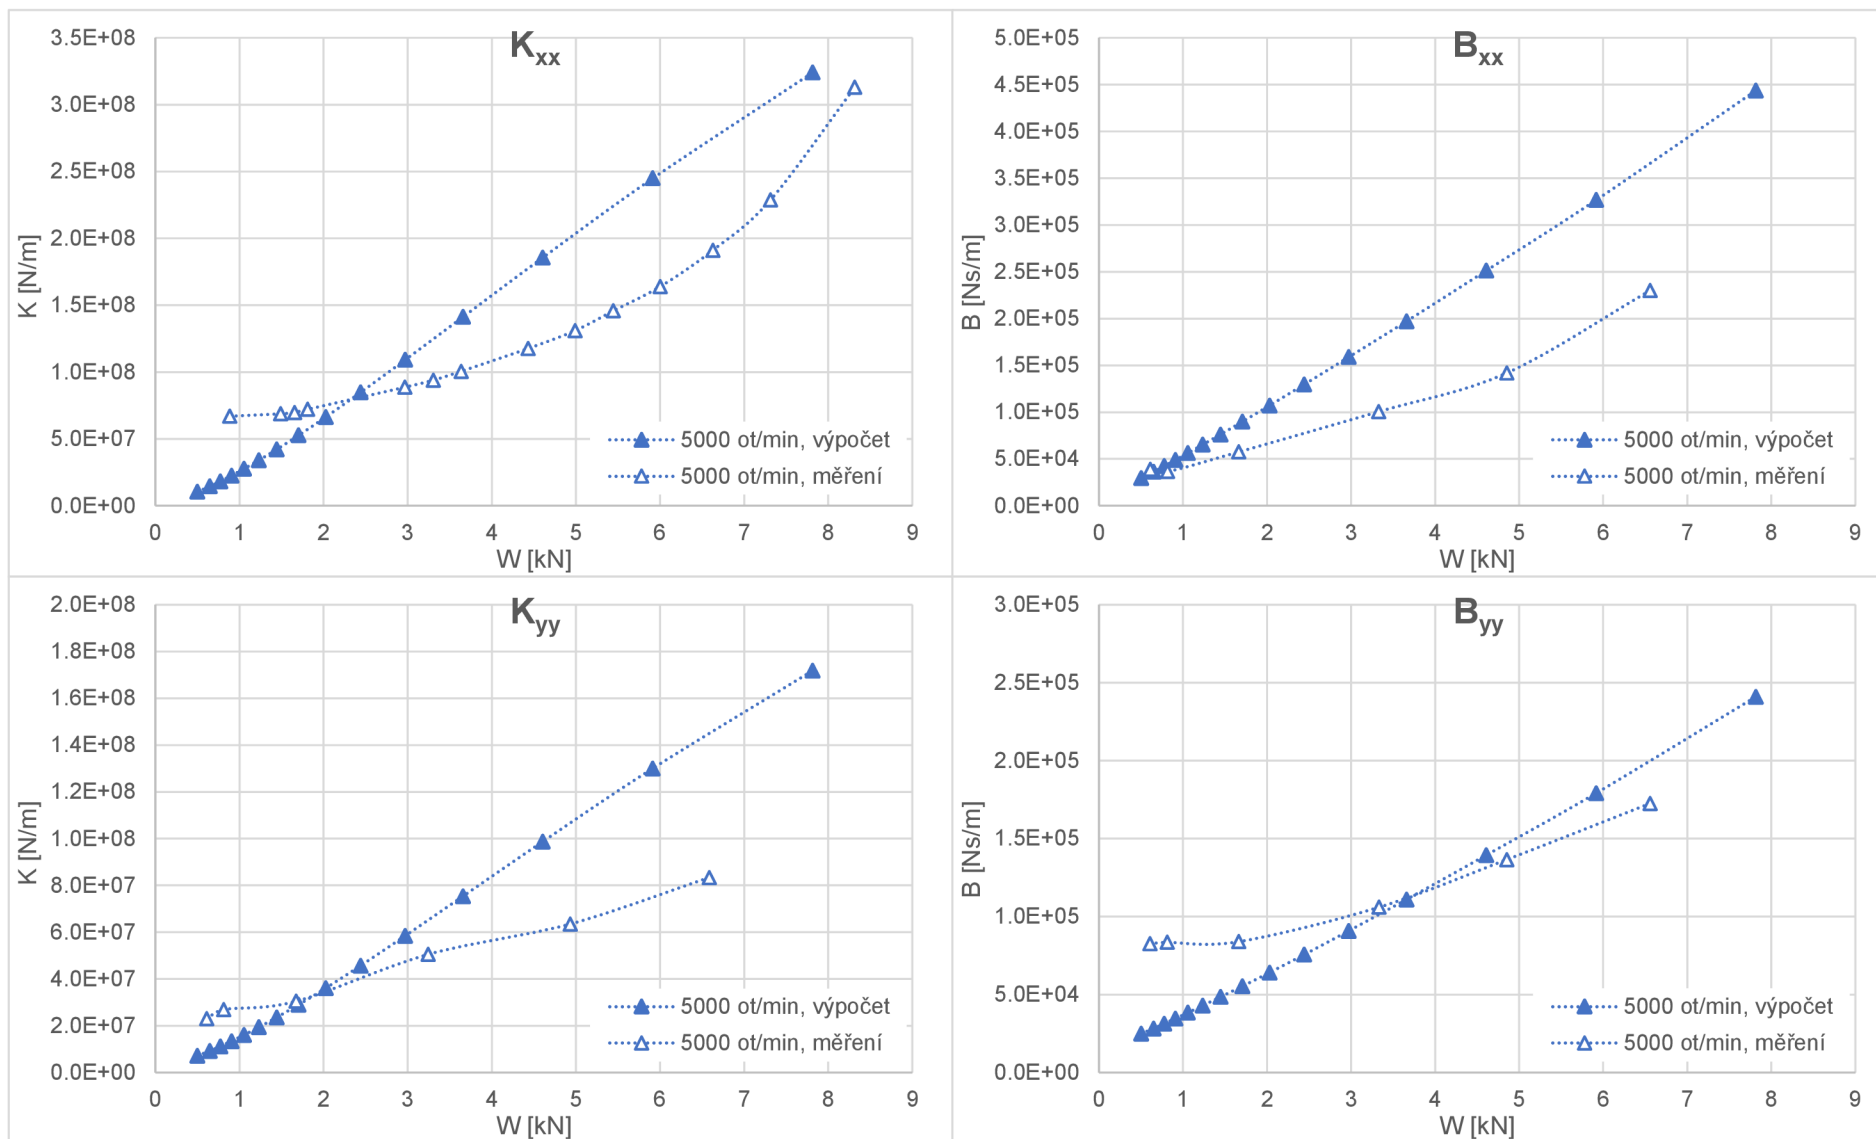 K_xx
3.5E+08
3.0E+08
2.5E+08
2.0E+08
1.5E+08
1.0E+08
5.0E+07
0.0E+00
K [N/m]
0 1 2 3 4 5 6 7 8 9
W [kN]
5000 ot/min, výpočet
5000 ot/min, měření
B_xx
5.0E+05
4.5E+05
4.0E+05
3.5E+05
3.0E+05
2.5E+05
2.0E+05
1.5E+05
1.0E+05
5.0E+04
0.0E+00
B [Ns/m]
0 1 2 3 4 5 6 7 8 9
W [kN]
5000 ot/min, výpočet
5000 ot/min, měření
K_yy
2.0E+08
1.8E+08
1.6E+08
1.4E+08
1.2E+08
1.0E+08
8.0E+07
6.0E+07
4.0E+07
2.0E+07
0.0E+00
K [N/m]
0 1 2 3 4 5 6 7 8 9
W [kN]
5000 ot/min, výpočet
5000 ot/min, měření
B_yy
3.0E+05
2.5E+05
2.0E+05
1.5E+05
1.0E+05
5.0E+04
0.0E+00
B [Ns/m]
0 1 2 3 4 5 6 7 8 9
W [kN]
5000 ot/min, výpočet
5000 ot/min, měření